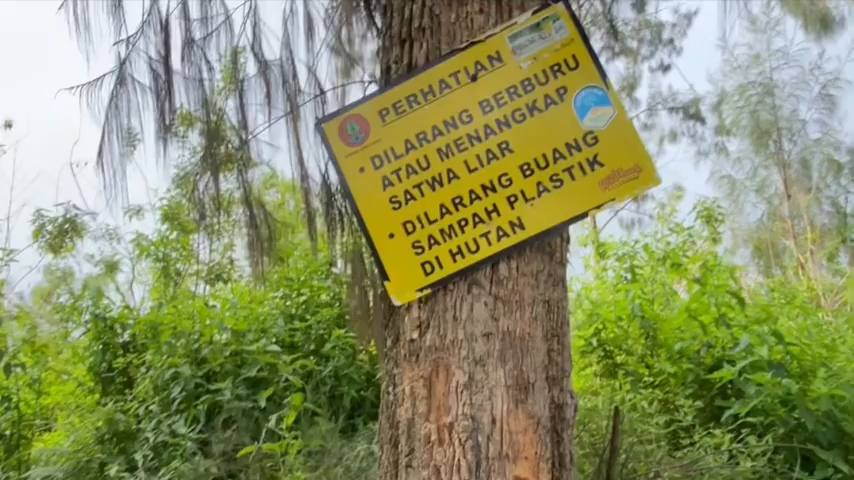 PERHATIAN
• DILARANG BERBURU
ATAU MENANGKAP
SATWA LIAR
• DILARANG BUANG
SAMPAH PLASTIK
DI HUTAN